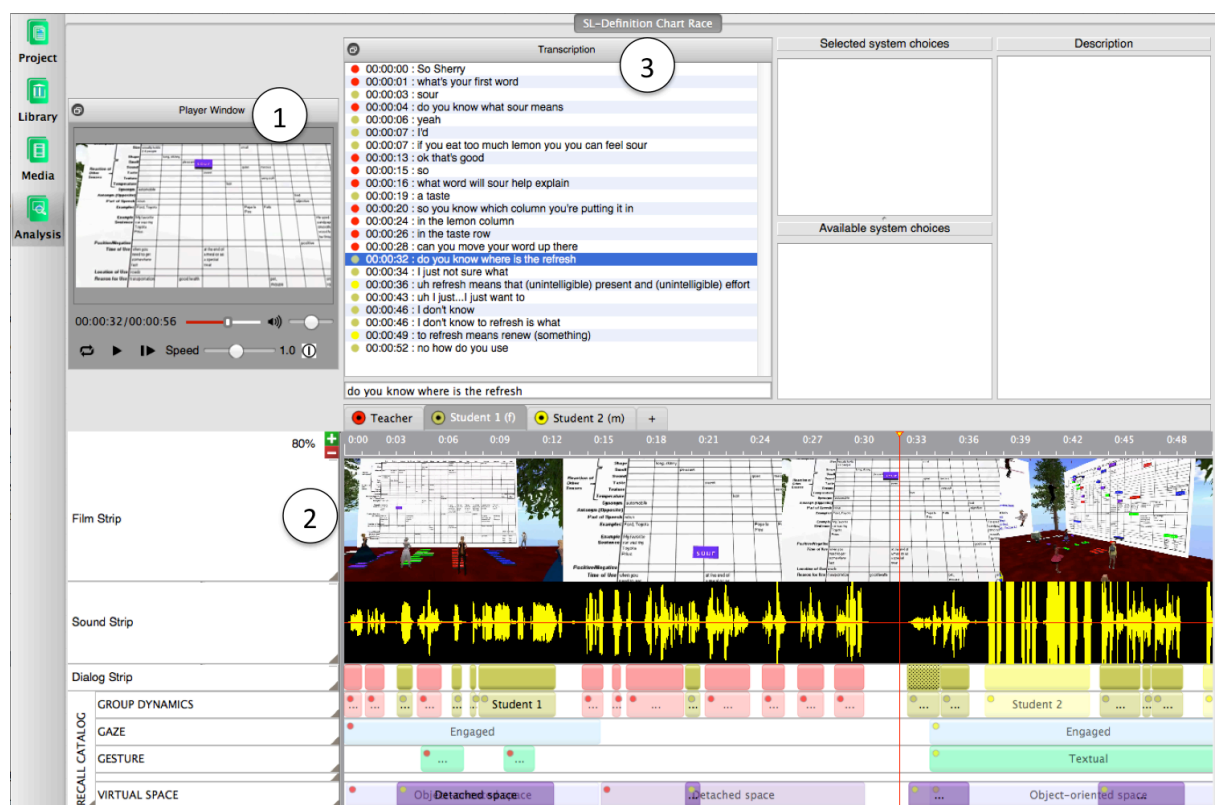 SL-Definition Chart Race
Project
Library
Media
Analysis
Player Window
1
00:00:32/00:00:56
Speed
1.0
Transcription
3
00:00:00 : So Sherry
00:00:01 : what's your first word
00:00:03 : sour
00:00:04 : do you know what sour means
00:00:06 : yeah
00:00:07 : I'd
00:00:07 : if you eat too much lemon you you can feel sour
00:00:13 : ok that's good
00:00:15 : so
00:00:16 : what word will sour help explain
00:00:19 : a taste
00:00:20 : so you know which column you're putting it in
00:00:24 : in the lemon column
00:00:26 : in the taste row
00:00:28 : can you move your word up there
00:00:32 : do you know where is the refresh
00:00:34 : I just not sure what
00:00:36 : uh refresh means that (unintelligible) present and (unintelligible) effort
00:00:43 : uh I just...I just want to
00:00:46 : I don't know
00:00:46 : I don't know to refresh is what
00:00:49 : to refresh means renew (something)
00:00:52 : no how do you use
do you know where is the refresh
Selected system choices
Description
Available system choices
Teacher
Student 1 (f)
Student 2 (m)
+
80%
0:00 0:03 0:06 0:09 0:12 0:15 0:18 0:21 0:24 0:27 0:30 0:33 0:36 0:39 0:42 0:45 0:48
Film Strip
2
sour
Sound Strip
Dialog Strip
RECALL CATALOG
GROUP DYNAMICS
... ... ... ... ... ... Student 1 ... ... ... ... ... ... ... ... ... ... Student 2 ... ... ...
GAZE
Engaged
Engaged
GESTURE
... ...
Textual
VIRTUAL SPACE
Detached space
...
Detached space
...
Object-oriented space